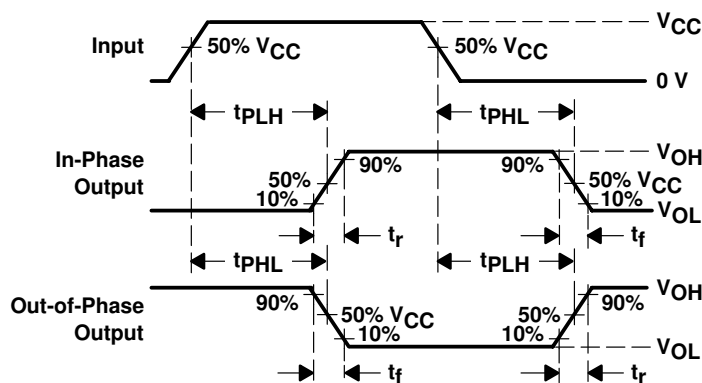 VCC
Input
50% VCC
50% VCC
0 V
tPLH
tPHL
In-Phase
Output
90%
90%
VOH
50%
50% VCC
10%
10%
VOL
tr
tf
tPHL
tPLH
Out-of-Phase
Output
90%
90%
VOH
50% VCC
50%
10%
10%
VOL
tf
tr